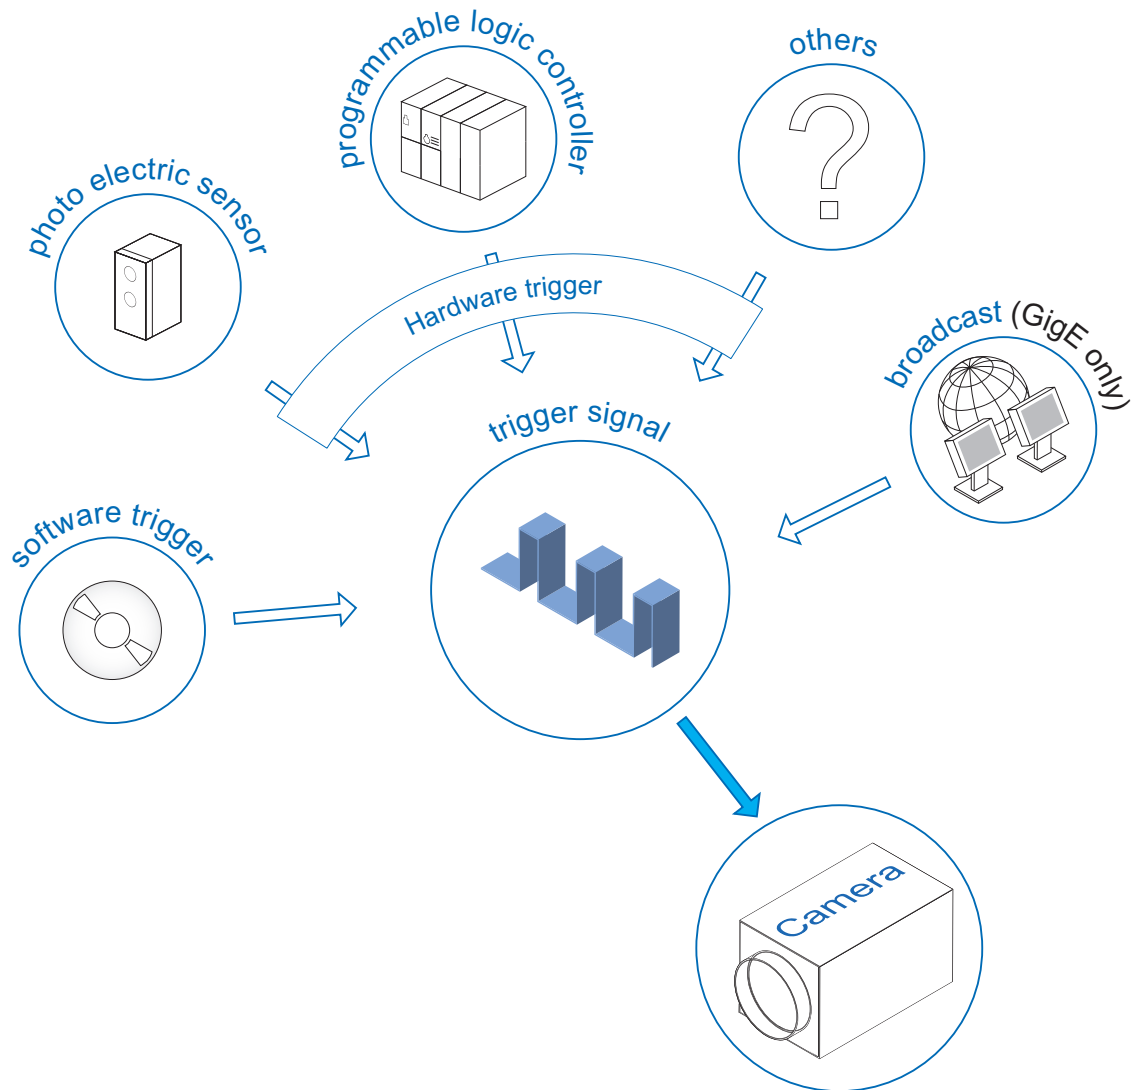 programmable logic controller
others
photo electric sensor
Hardware trigger
broadcast (GigE only)
trigger signal
software trigger
Camera